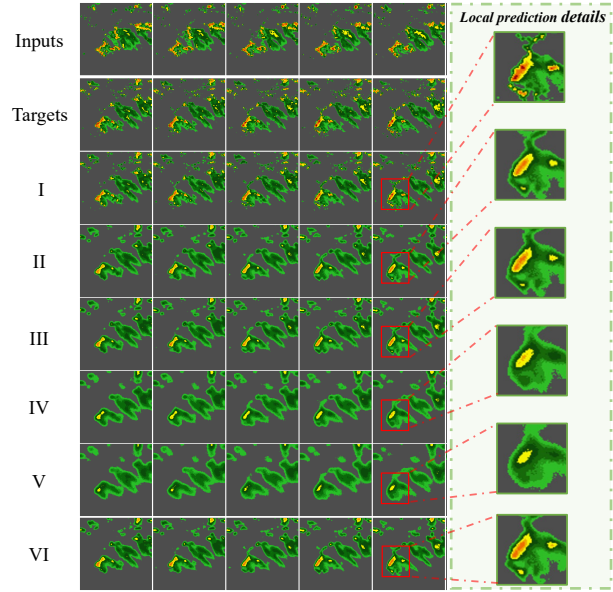 Local prediction details
Inputs
Targets
I
II
III
IV
V
VI